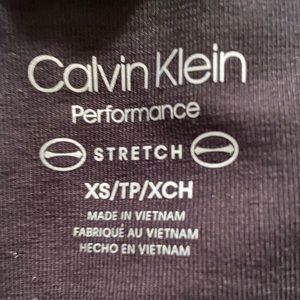 Calvin Klein
Performance
STRETCH
XS/TP/XCH
MADE IN VIETNAM
FABRIQUÉ AU VIETNAM
HECHO EN VIETNAM